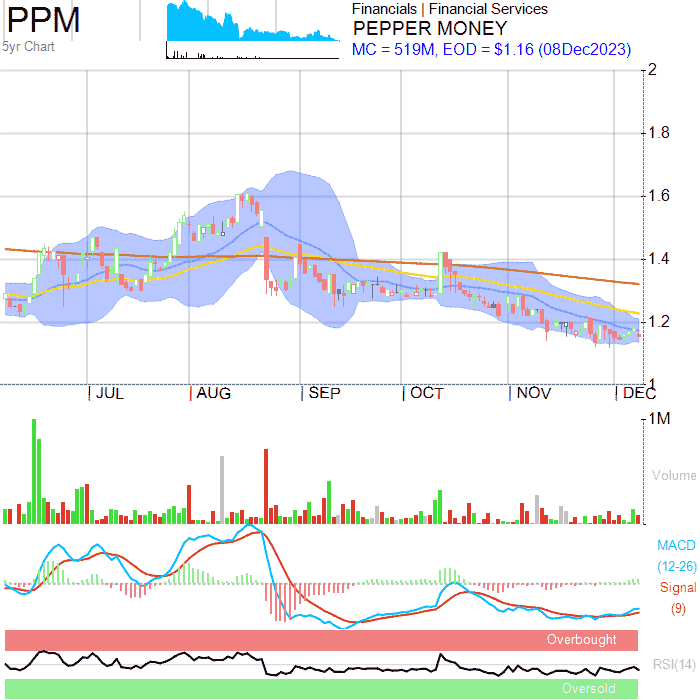 PPM
5yr Chart
Financials | Financial Services
PEPPER MONEY
MC = 519M, EOD = $1.16 (08Dec2023)
2
1.8
1.6
1.4
1.2
1
JUL AUG SEP OCT NOV DEC
1M
Volume
MACD
(12-26)
Signal
(9)
Overbought
RSI(14)
Oversold